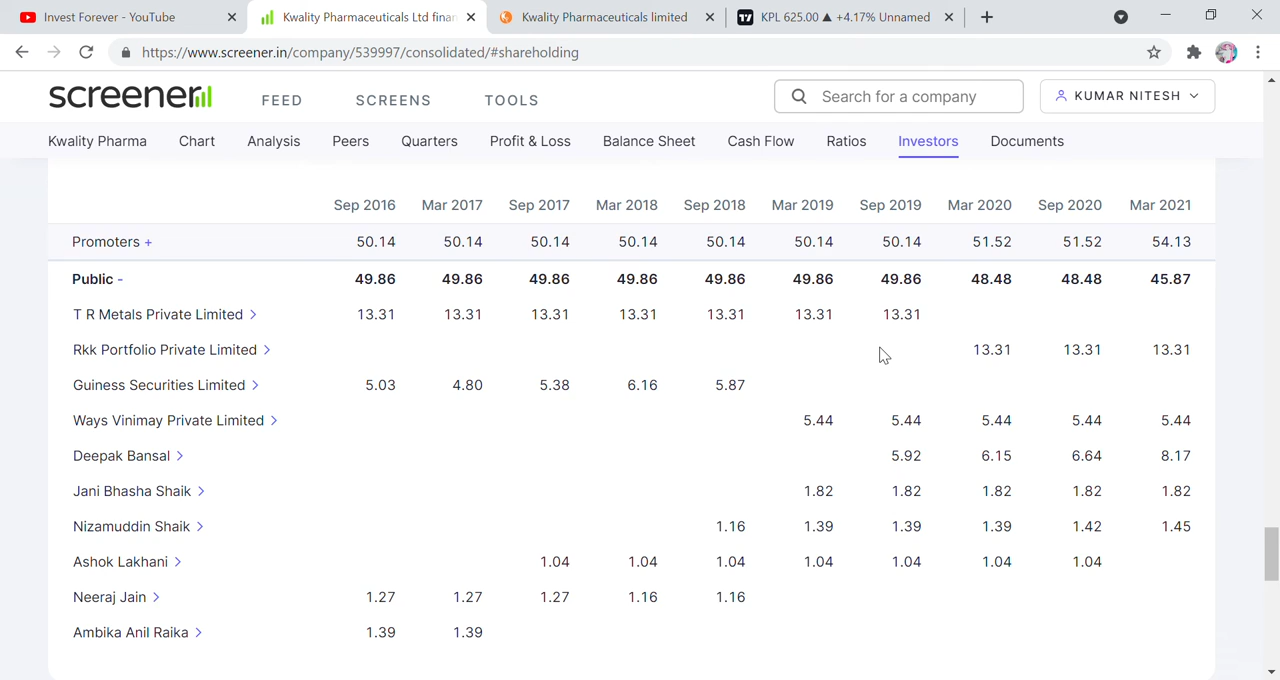 Invest Forever - YouTube
Kwality Pharmaceuticals Ltd finan
Kwality Pharmaceuticals limited
KPL 625.00 ▲ +4.17% Unnamed
https://www.screener.in/company/539997/consolidated/#shareholding
screener
FEED
SCREENS
TOOLS
Search for a company
KUMAR NITESH
Kwality Pharma Chart Analysis Peers Quarters Profit & Loss Balance Sheet Cash Flow Ratios Investors Documents
Sep 2016 Mar 2017 Sep 2017 Mar 2018 Sep 2018 Mar 2019 Sep 2019 Mar 2020 Sep 2020 Mar 2021
Promoters + 50.14 50.14 50.14 50.14 50.14 50.14 50.14 51.52 51.52 54.13
Public - 49.86 49.86 49.86 49.86 49.86 49.86 49.86 48.48 48.48 45.87
T R Metals Private Limited > 13.31 13.31 13.31 13.31 13.31 13.31 13.31
Rkk Portfolio Private Limited > 13.31 13.31 13.31
Guiness Securities Limited > 5.03 4.80 5.38 6.16 5.87
Ways Vinimay Private Limited > 5.44 5.44 5.44 5.44 5.44
Deepak Bansal > 5.92 6.15 6.64 8.17
Jani Bhasha Shaik > 1.82 1.82 1.82 1.82 1.82
Nizamuddin Shaik > 1.16 1.39 1.39 1.39 1.42 1.45
Ashok Lakhani > 1.04 1.04 1.04 1.04 1.04 1.04 1.04
Neeraj Jain > 1.27 1.27 1.27 1.16 1.16
Ambika Anil Raika > 1.39 1.39